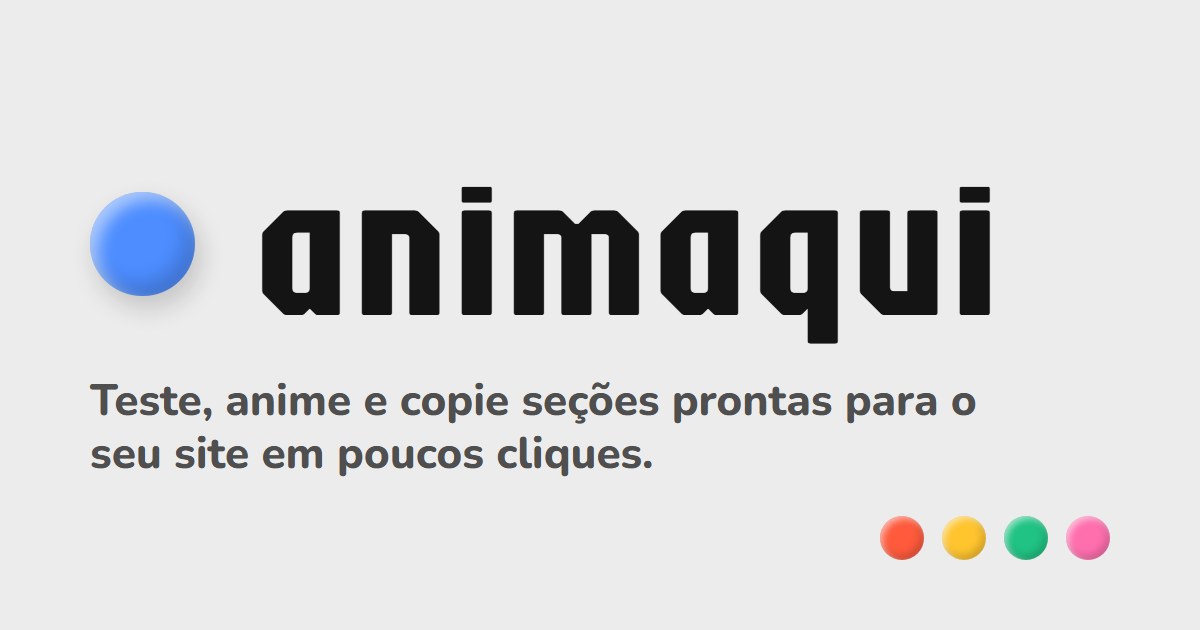 animaqui
Teste, anime e copie seções prontas para o
seu site em poucos cliques.